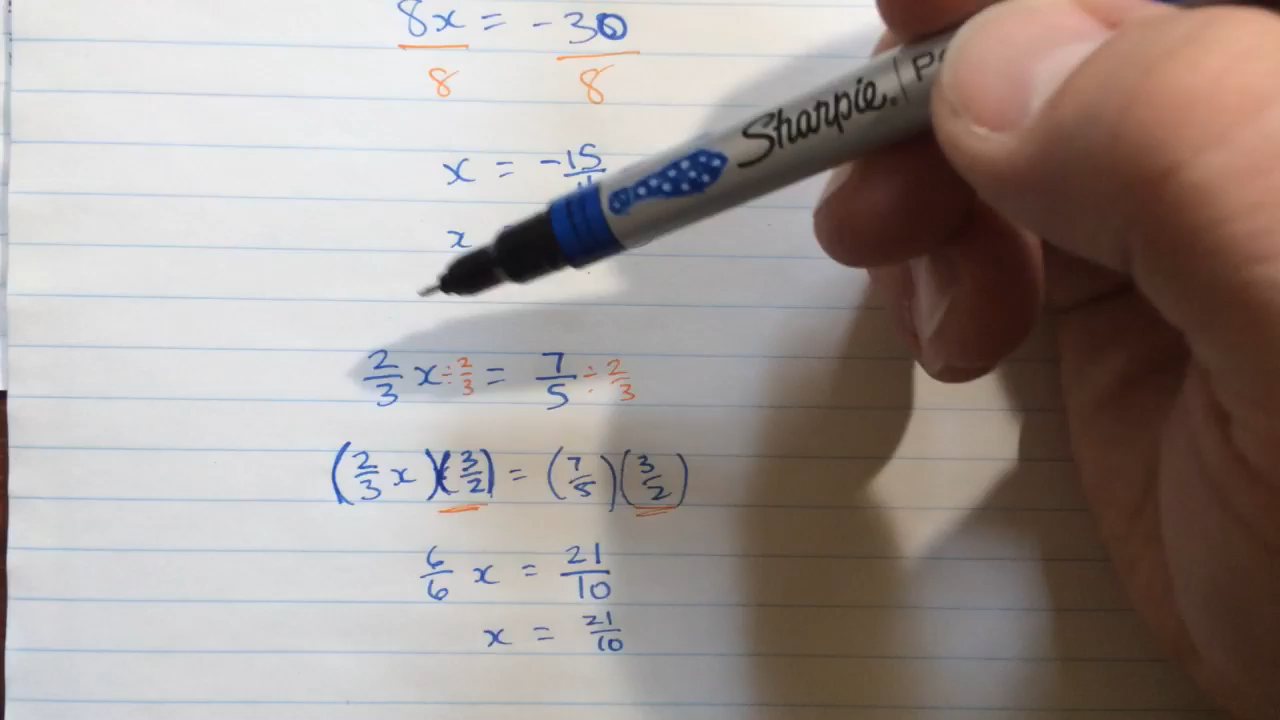 8x = -30
8 8
x = -15
x
Sharpie.
2/3 x ÷ 2/3 = 7/5 ÷ 2/3
(2/3 x)(3/2) = (7/5)(3/2)
6/6 x = 21/10
x = 21/10